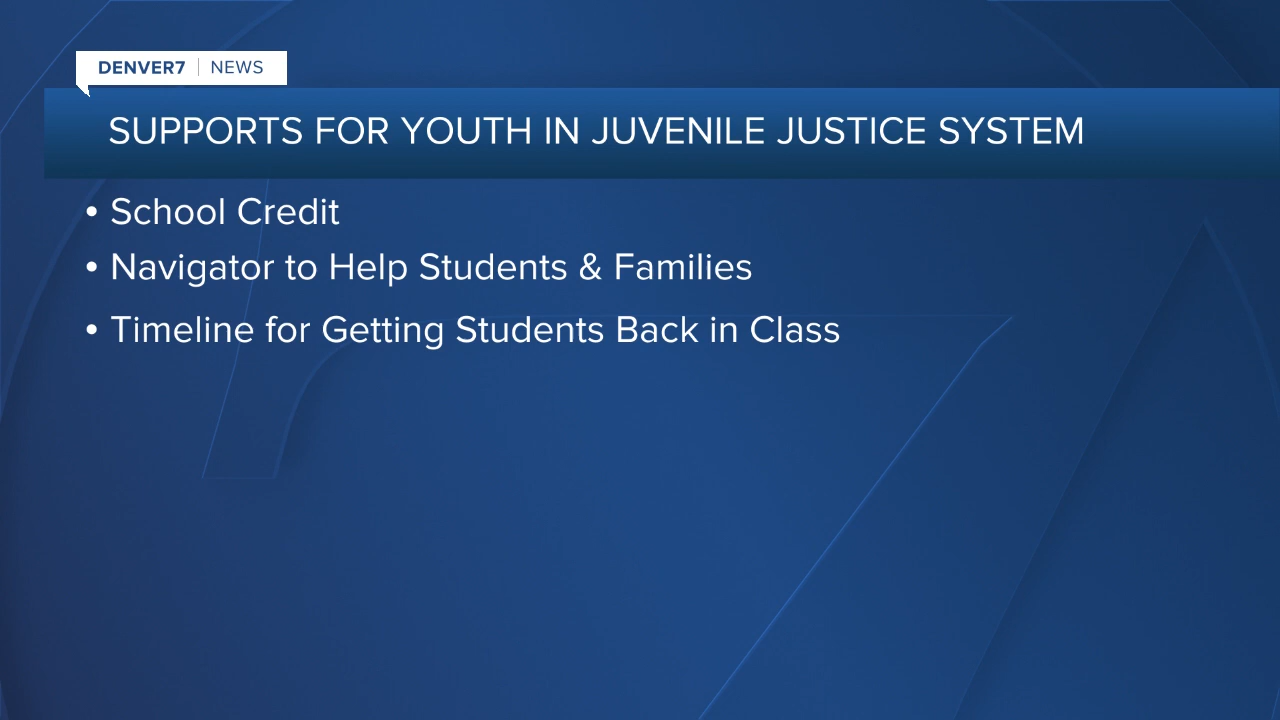 DENVER7 | NEWS
SUPPORTS FOR YOUTH IN JUVENILE JUSTICE SYSTEM
• School Credit
• Navigator to Help Students & Families
• Timeline for Getting Students Back in Class